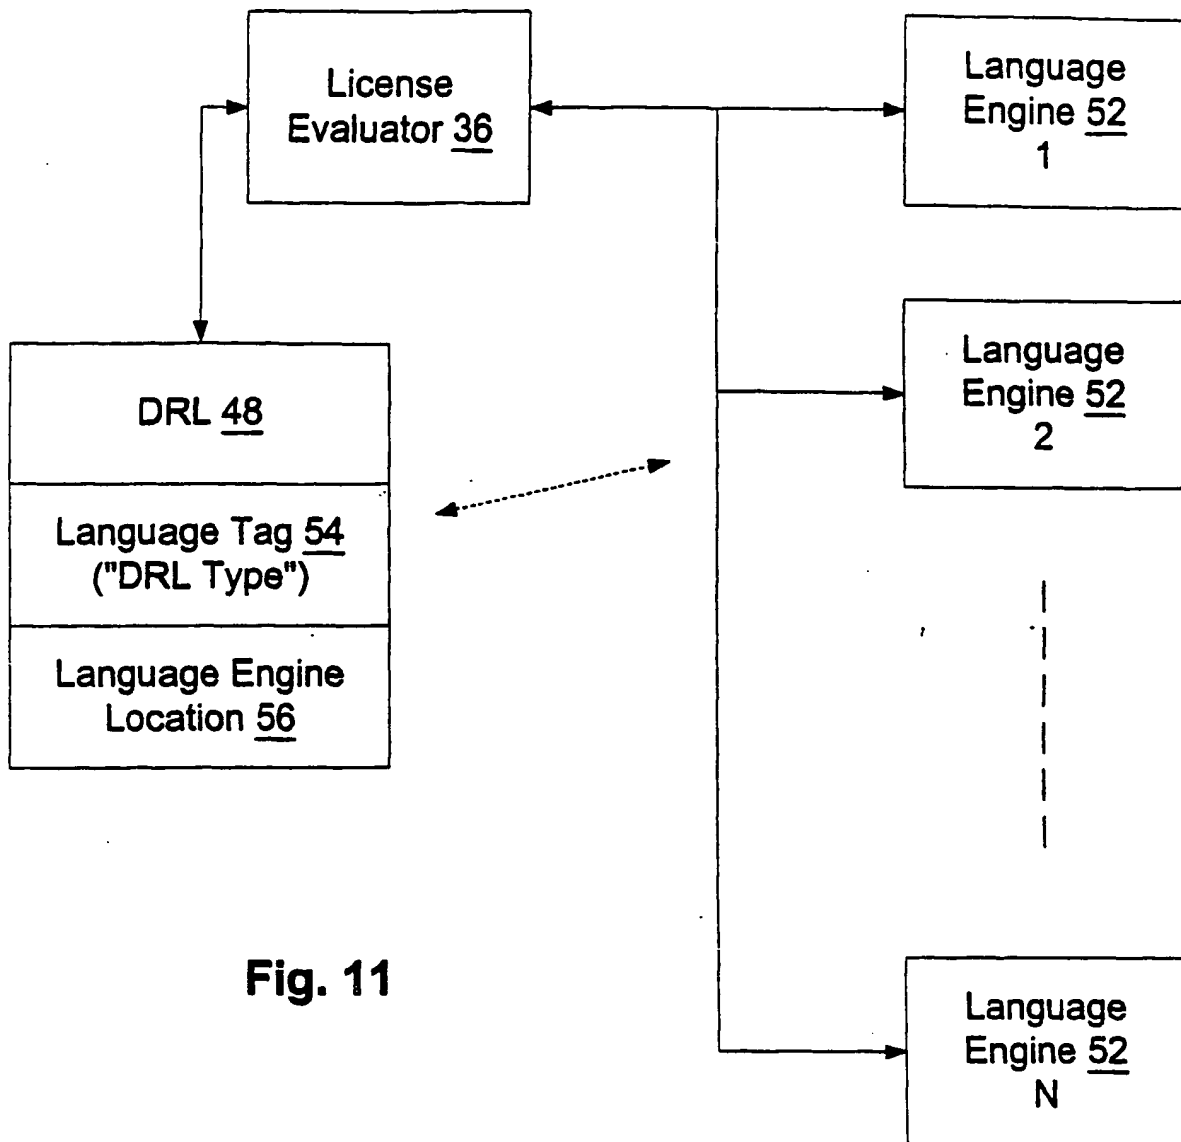 License
Evaluator 36
Language
Engine 52
1
Language
Engine 52
2
DRL 48
Language Tag 54
("DRL Type")
Language Engine
Location 56
Fig. 11
Language
Engine 52
N